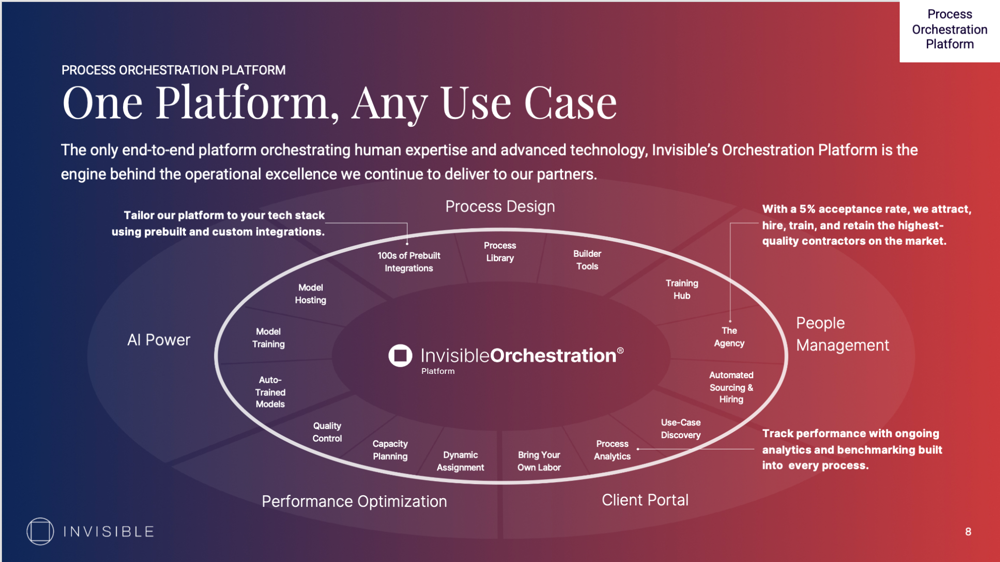 Process
Orchestration
Platform
PROCESS ORCHESTRATION PLATFORM
One Platform, Any Use Case
The only end-to-end platform orchestrating human expertise and advanced technology, Invisible’s Orchestration Platform is the
engine behind the operational excellence we continue to deliver to our partners.
Process Design
Tailor our platform to your tech stack
using prebuilt and custom integrations.
With a 5% acceptance rate, we attract,
hire, train, and retain the highest-
quality contractors on the market.
100s of Prebuilt
Integrations
Process
Library
Builder
Tools
Model
Hosting
Training
Hub
AI Power
Model
Training
The
Agency
People
Management
InvisibleOrchestration®
Platform
Auto-
Trained
Models
Automated
Sourcing &
Hiring
Quality
Control
Capacity
Planning
Dynamic
Assignment
Bring Your
Own Labor
Process
Analytics
Use-Case
Discovery
Track performance with ongoing
analytics and benchmarking built
into  every process.
Performance Optimization
Client Portal
INVISIBLE
8